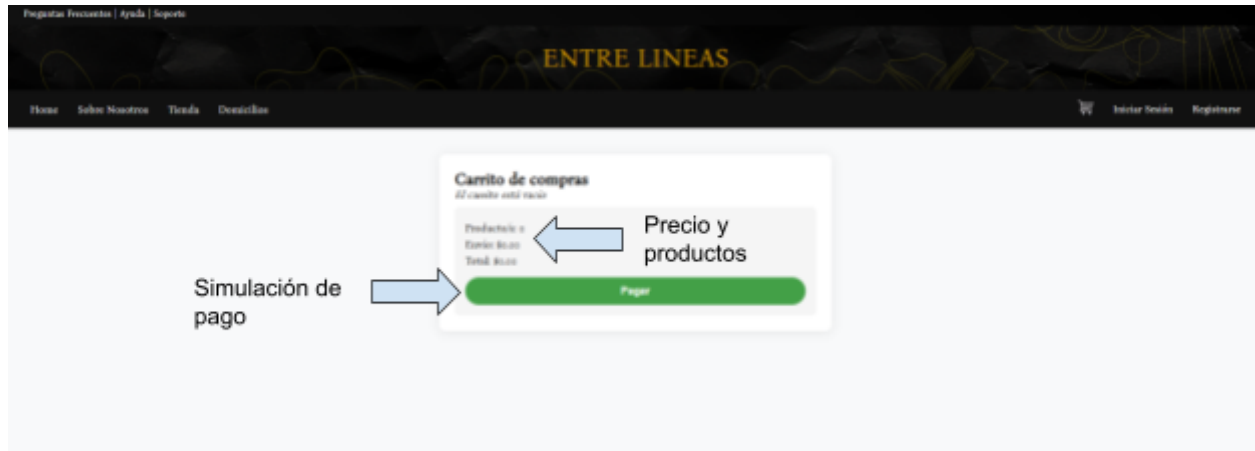 Preguntas Frecuentes | Ayuda | Soporte
ENTRE LINEAS
Home Sobre Nosotros Tienda Domicilios Iniciar Sesión Registrarse
Carrito de compras
El carrito está vacío
Producto/s: 0
Envío: $0.00
Total: $0.00
Precio y
productos
Simulación de
pago
Pagar